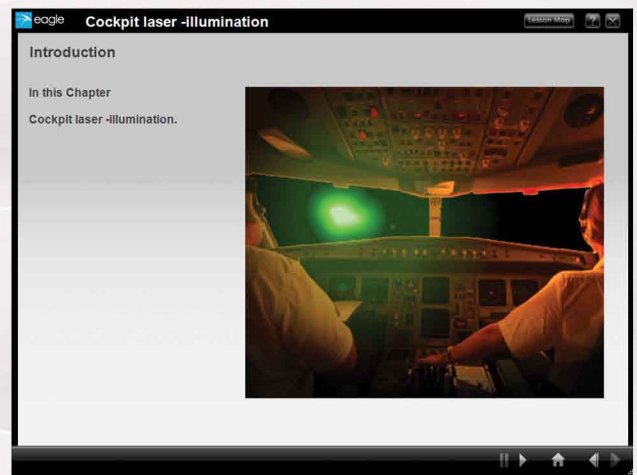 eagle Cockpit laser -illumination Lesson Map ?
Introduction
In this Chapter
Cockpit laser -illumination.